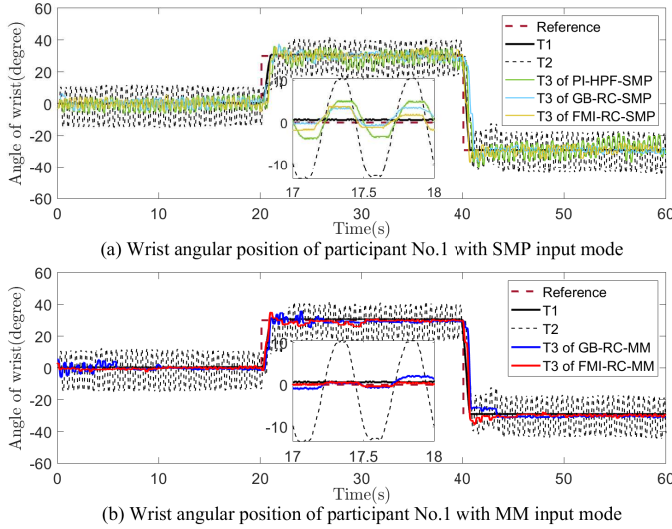 60
40
20
0
-20
-40
-60
Angle of wrist(degree)
Reference
T1
T2
T3 of PI-HPF-SMP
T3 of GB-RC-SMP
T3 of FMI-RC-SMP
10
0
-10
17 17.5 18
0 10 20 30 40 50 60
Time(s)
(a) Wrist angular position of participant No.1 with SMP input mode
60
40
20
0
-20
-40
-60
Angle of wrist(degree)
Reference
T1
T2
T3 of GB-RC-MM
T3 of FMI-RC-MM
10
0
-10
17 17.5 18
0 10 20 30 40 50 60
Time(s)
(b) Wrist angular position of participant No.1 with MM input mode